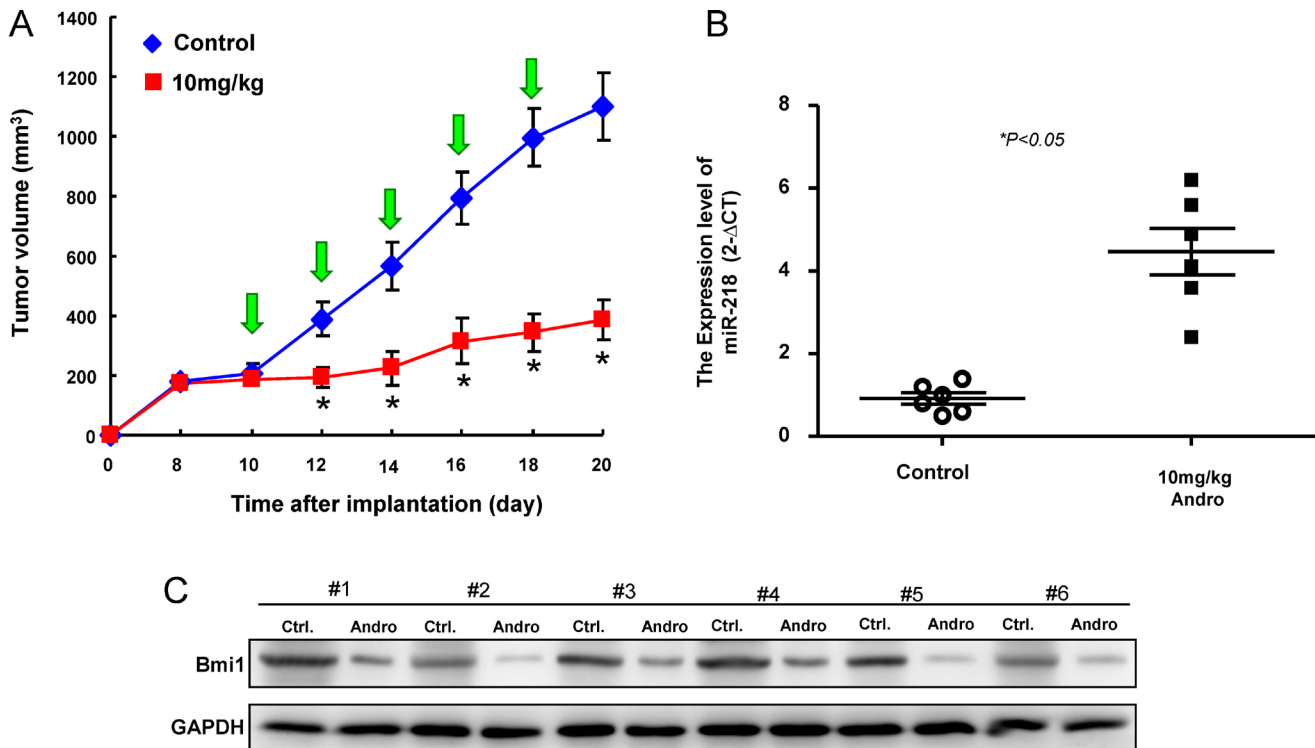 A
Tumor volume (mm³)
1400
1200
1000
800
600
400
200
0
Control
10mg/kg
*
*
*
*
*
0
8
10
12
14
16
18
20
Time after implantation (day)
B
The Expression level of
miR-218 (2-ΔCT)
8
6
4
2
0
*P<0.05
Control
10mg/kg
Andro
C
#1 #2 #3 #4 #5 #6
Ctrl. Andro Ctrl. Andro Ctrl. Andro Ctrl. Andro Ctrl. Andro Ctrl. Andro
Bmi1
GAPDH